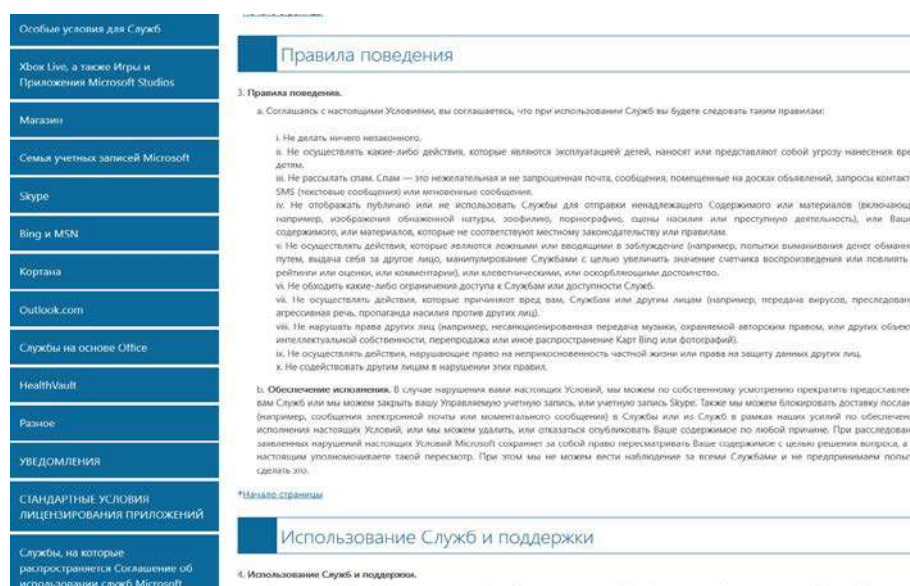 Особые условия для Служб
Xbox Live, а также Игры и
Приложения Microsoft Studios
Магазин
Семья учетных записей Microsoft
Skype
Bing и MSN
Кортана
Outlook.com
Службы на основе Office
HealthVault
Разное
УВЕДОМЛЕНИЯ
СТАНДАРТНЫЕ УСЛОВИЯ
ЛИЦЕНЗИРОВАНИЯ ПРИЛОЖЕНИЙ
Службы, на которые
распространяется Соглашение об
использовании служб Microsoft
Правила поведения
3. Правила поведения.
a. Соглашаясь с настоящими Условиями, вы соглашаетесь, что при использовании Служб вы будете следовать таким правилам:
i. Не делать ничего незаконного.
ii. Не осуществлять какие-либо действия, которые являются эксплуатацией детей, наносят или представляют собой угрозу нанесения вре
детям.
iii. Не рассылать спам. Спам — это нежелательная и не запрошенная почта, сообщения, помещенные на досках объявлений, запросы контакт
SMS (текстовые сообщения) или мгновенные сообщения.
iv. Не отображать публично или не использовать Службы для отправки ненадлежащего Содержимого или материалов (включающ
например, изображения обнаженной натуры, зоофилию, порнографию, сцены насилия или преступную деятельность), или Ваше
содержимого, или материалов, которые не соответствуют местному законодательству или правилам.
v. Не осуществлять действия, которые являются ложными или вводящими в заблуждение (например, попытки выманивания денег обманн
путем, выдача себя за другое лицо, манипулирование Службами с целью увеличить значение счетчика воспроизведения или повлиять
рейтинги или оценки, или комментарии), или клеветническими, или оскорбляющими достоинство.
vi. Не обходить какие-либо ограничения доступа к Службам или доступности Служб.
vii. Не осуществлять действия, которые причиняют вред вам, Службам или другим лицам (например, передача вирусов, преследован
агрессивная речь, пропаганда насилия против других лиц).
viii. Не нарушать права других лиц (например, несанкционированная передача музыки, охраняемой авторским правом, или других объект
интеллектуальной собственности, перепродажа или иное распространение Карт Bing или фотографий).
ix. Не осуществлять действия, нарушающие право на неприкосновенность частной жизни или права на защиту данных других лиц.
x. Не содействовать другим лицам в нарушении этих правил.
b. Обеспечение исполнения. В случае нарушения вами настоящих Условий, мы можем по собственному усмотрению прекратить предоставлен
вам Служб или мы можем закрыть вашу Управляемую учетную запись, или учетную запись Skype. Также мы можем блокировать доставку послан
(например, сообщения электронной почты или моментального сообщения) в Службы или из Служб в рамках наших усилий по обеспечен
исполнения настоящих Условий, или мы можем удалить, или отказаться опубликовать Ваше содержимое по любой причине. При расследован
заявленных нарушений настоящих Условий Microsoft сохраняет за собой право пересматривать Ваше содержимое с целью решения вопроса, а
настоящим уполномочиваете такой пересмотр. При этом мы не можем вести наблюдение за всеми Службами и не предпринимаем попыт
сделать это.
*Начало страницы
Использование Служб и поддержки
4. Использование Служб и поддержки.